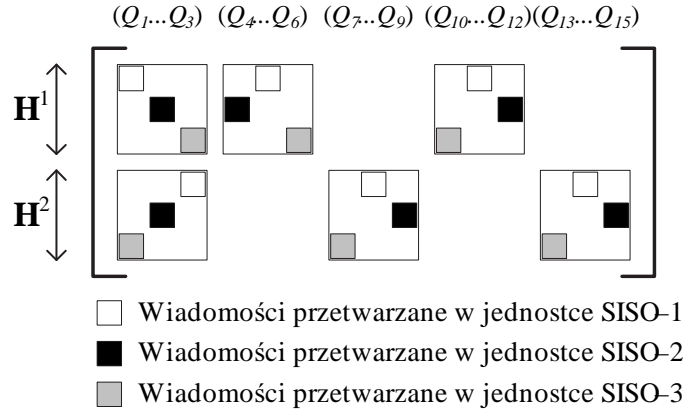 (Q₁...Q₃) (Q₄...Q₆) (Q₇...Q₉) (Q₁₀...Q₁₂)(Q₁₃...Q₁₅)
H¹
H²
Wiadomości przetwarzane w jednostce SISO–1
Wiadomości przetwarzane w jednostce SISO–2
Wiadomości przetwarzane w jednostce SISO–3